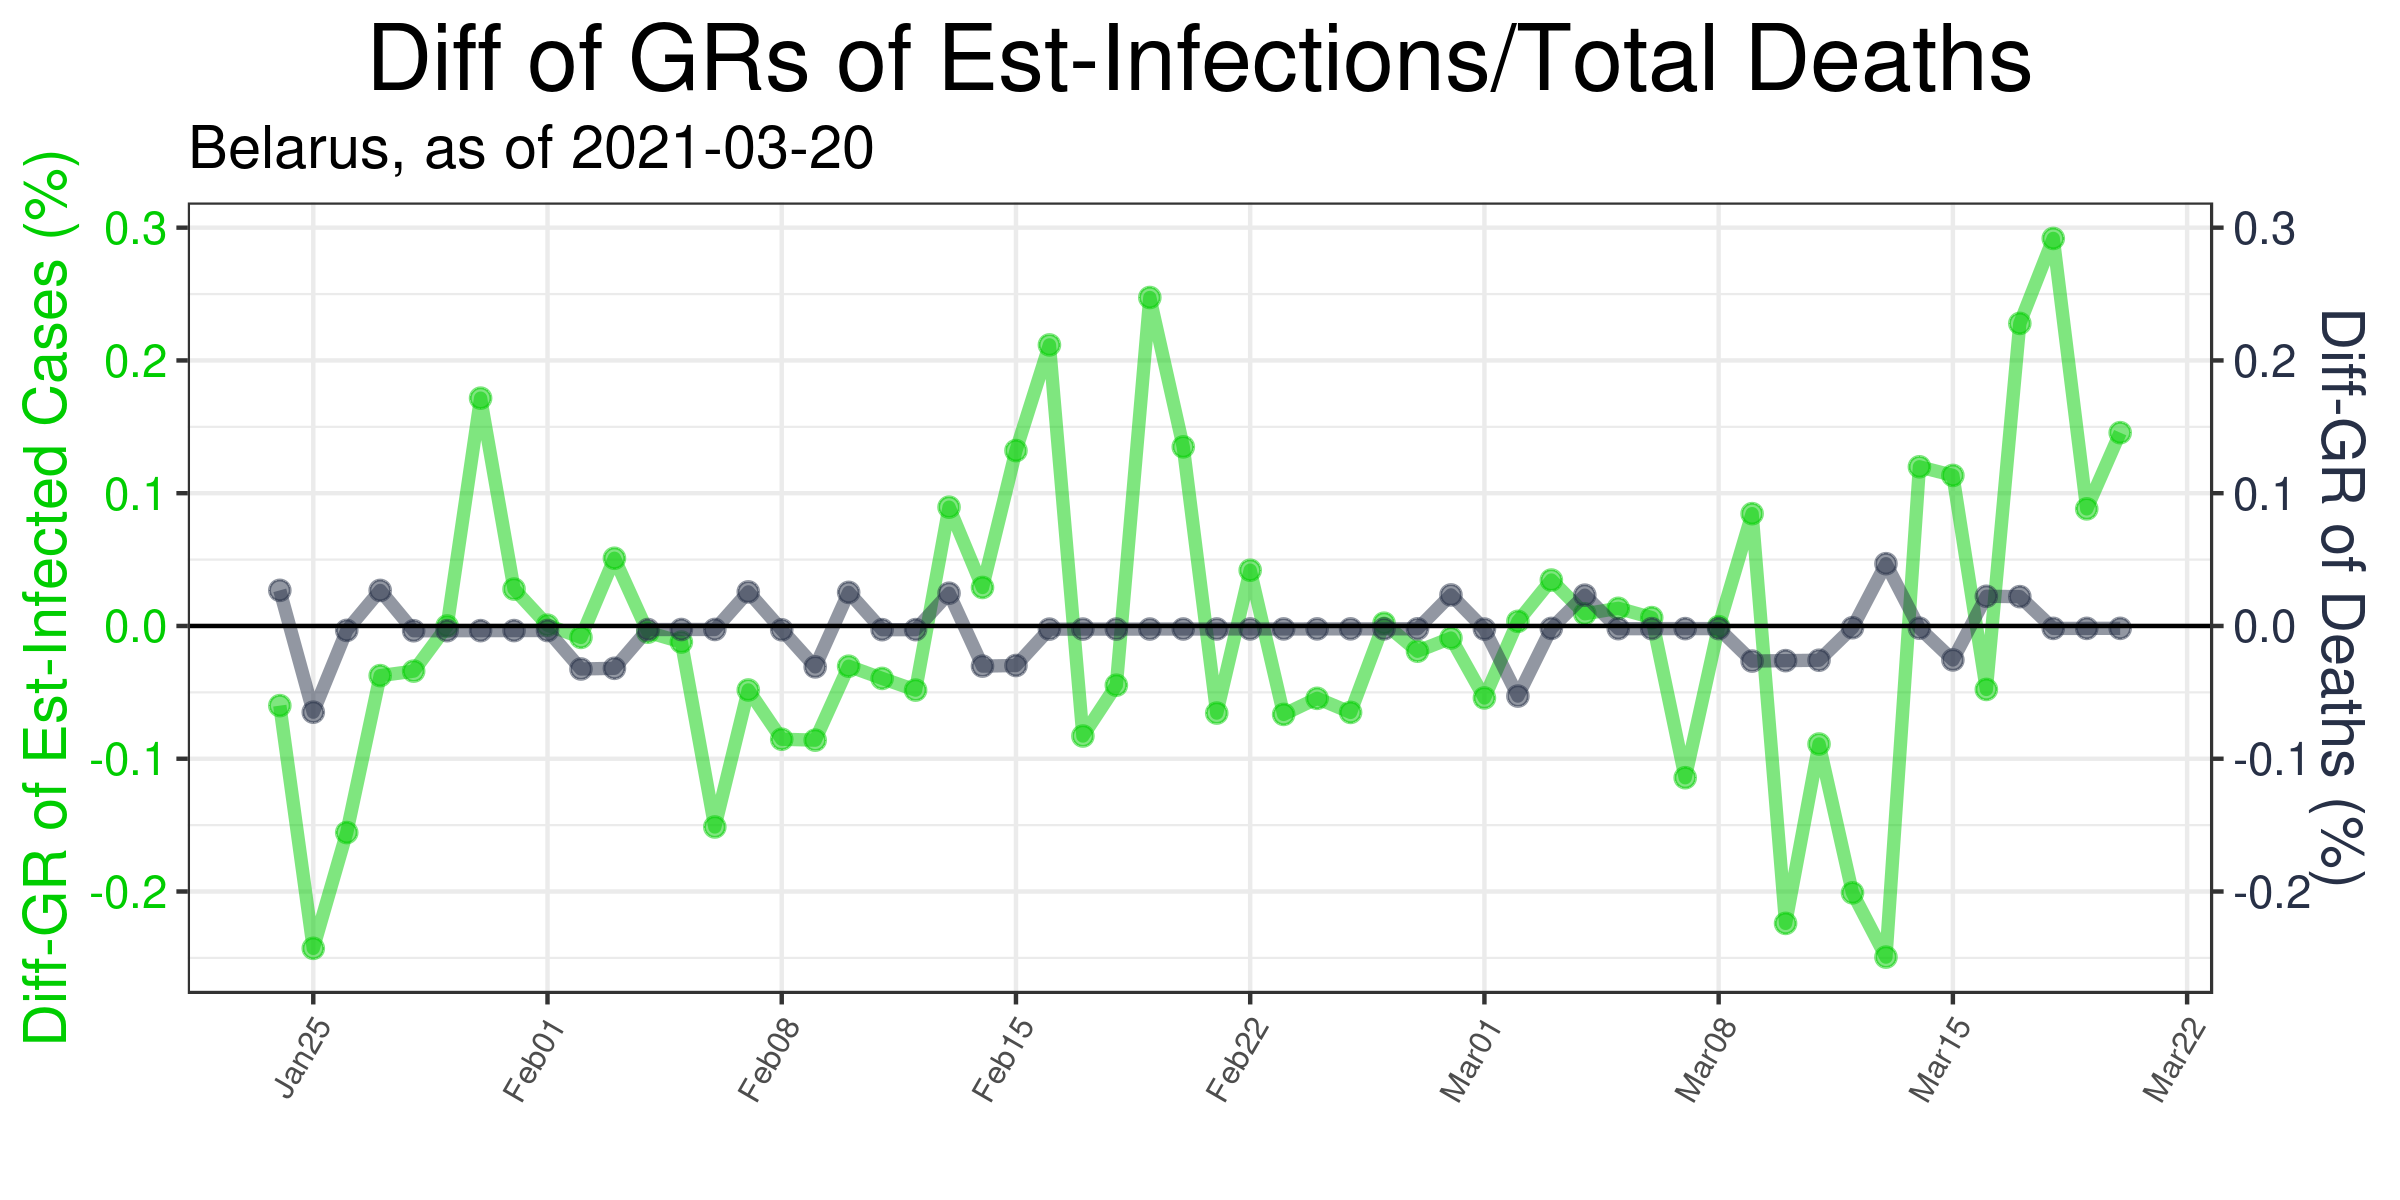 Diff of GRs of Est-Infections/Total Deaths
Belarus, as of 2021-03-20
Diff-GR of Est-Infected Cases (%)
0.3
0.2
0.1
0.0
-0.1
-0.2
0.3
0.2
0.1
0.0
-0.1
-0.2
Diff-GR of Deaths (%)
Jan25
Feb01
Feb08
Feb15
Feb22
Mar01
Mar08
Mar15
Mar22